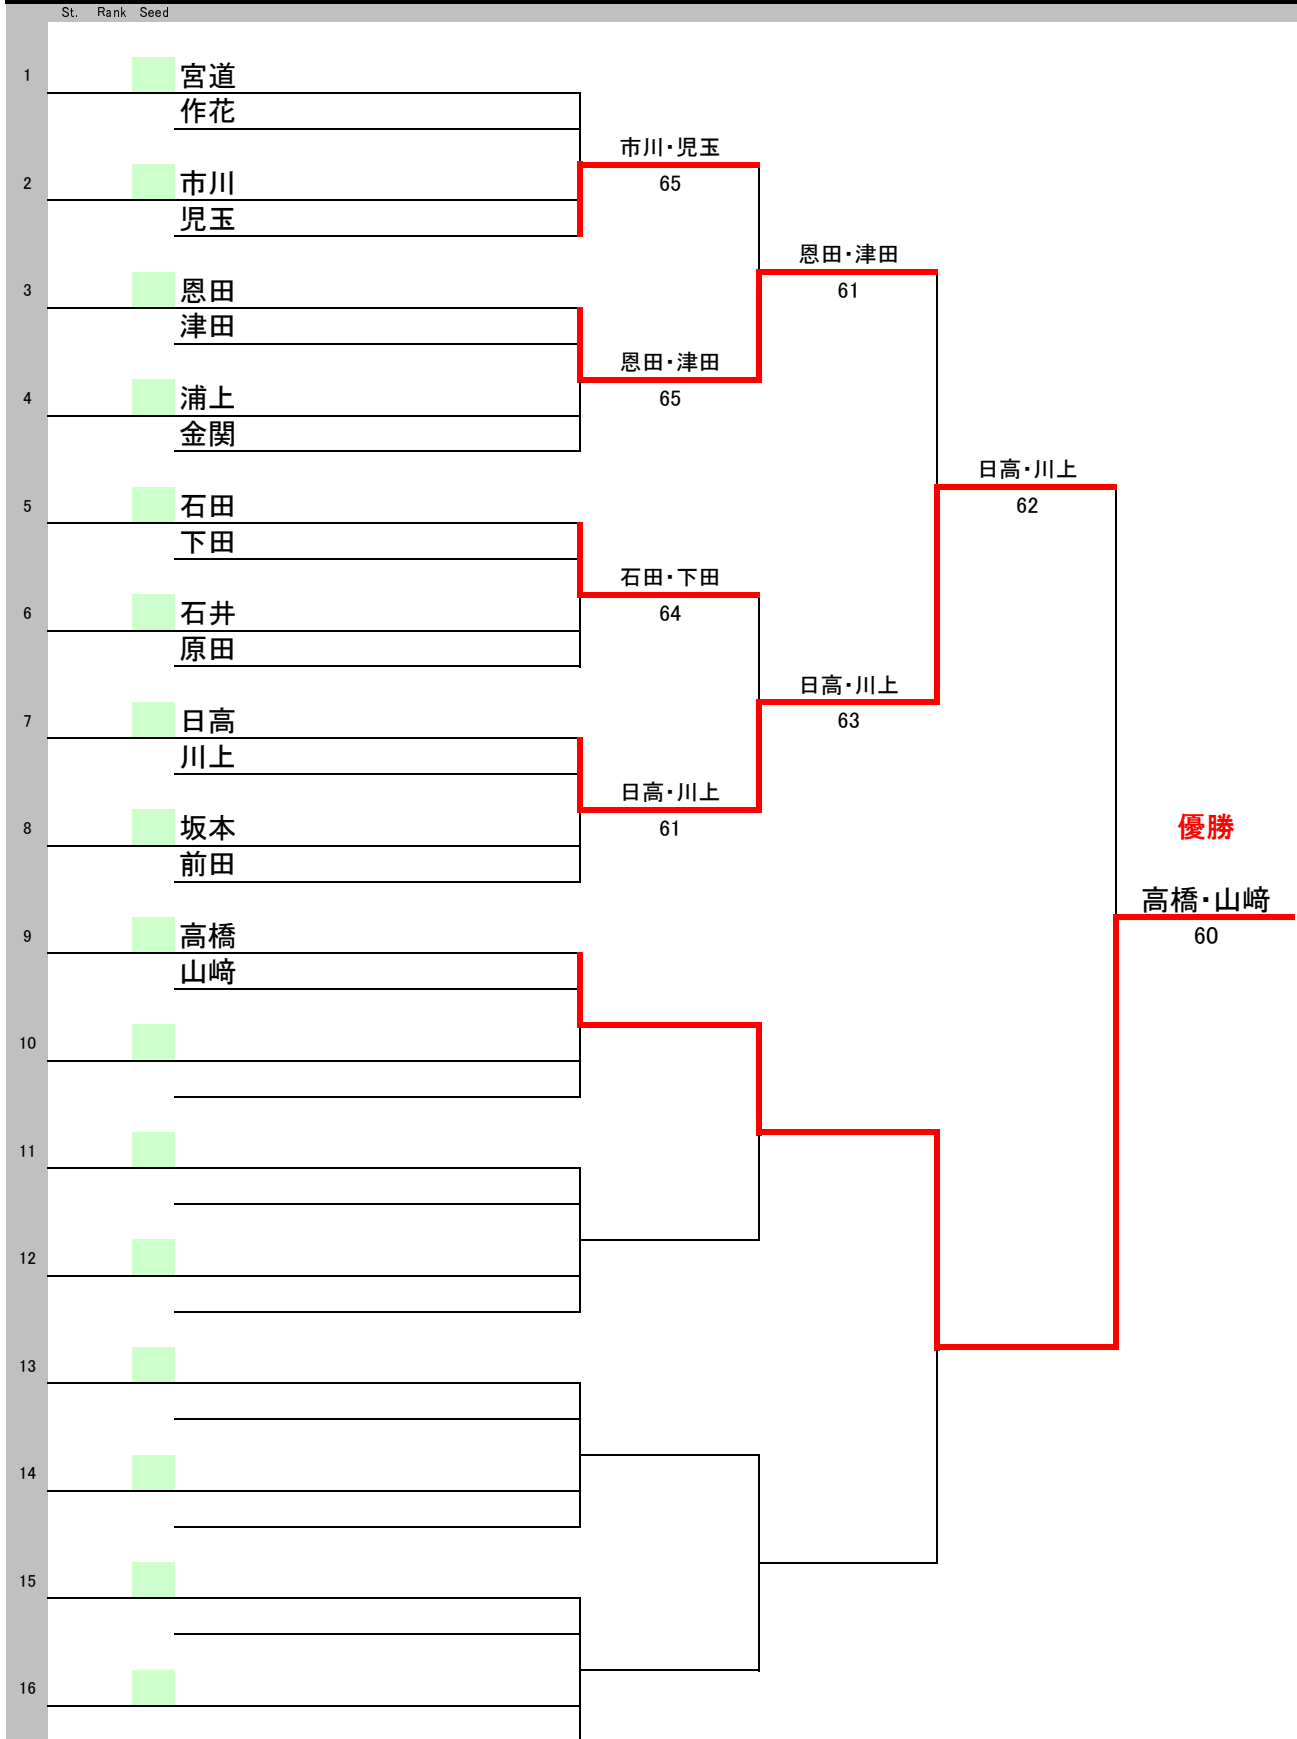 St. Rank Seed
1 宮道
作花
市川・児玉
2 市川
65
児玉
恩田・津田
3 恩田
61
津田
恩田・津田
4 浦上
65
金関
日高・川上
5 石田
62
下田
石田・下田
6 石井
64
原田
日高・川上
7 日高
63
川上
日高・川上
8 坂本
61
優勝
前田
高橋・山﨑
9 高橋
60
山﨑
10
11
12
13
14
15
16